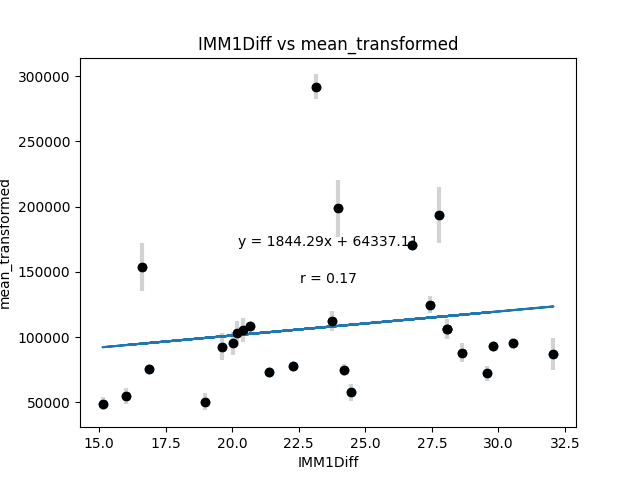 IMM1Diff vs mean_transformed
300000
250000
200000
150000
100000
50000
mean_transformed
y = 1844.29x + 64337.11
r = 0.17
15.0 17.5 20.0 22.5 25.0 27.5 30.0 32.5
IMM1Diff